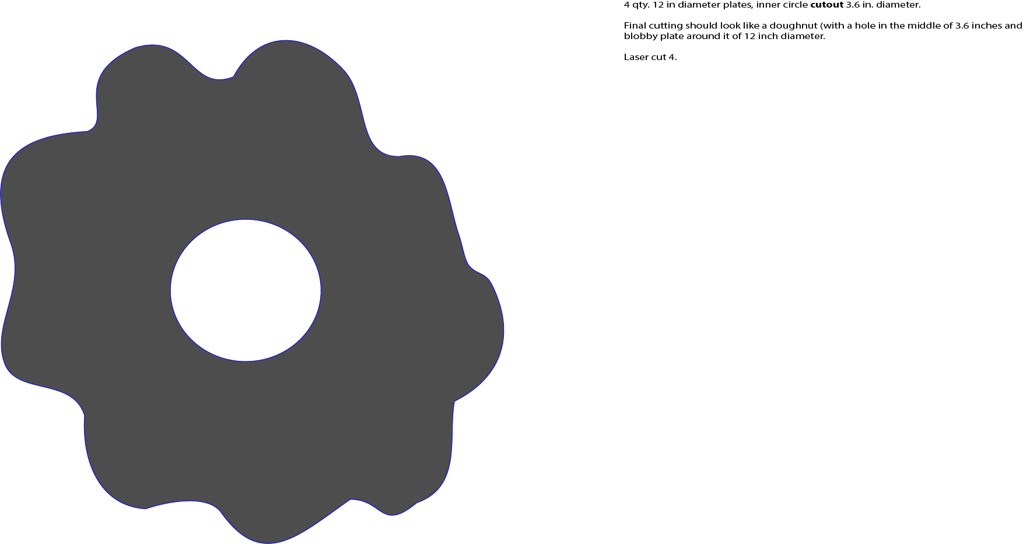 4 qty. 12 in diameter plates, inner circle cutout 3.6 in. diameter.
Final cutting should look like a doughnut (with a hole in the middle of 3.6 inches and
blobby plate around it of 12 inch diameter.
Laser cut 4.